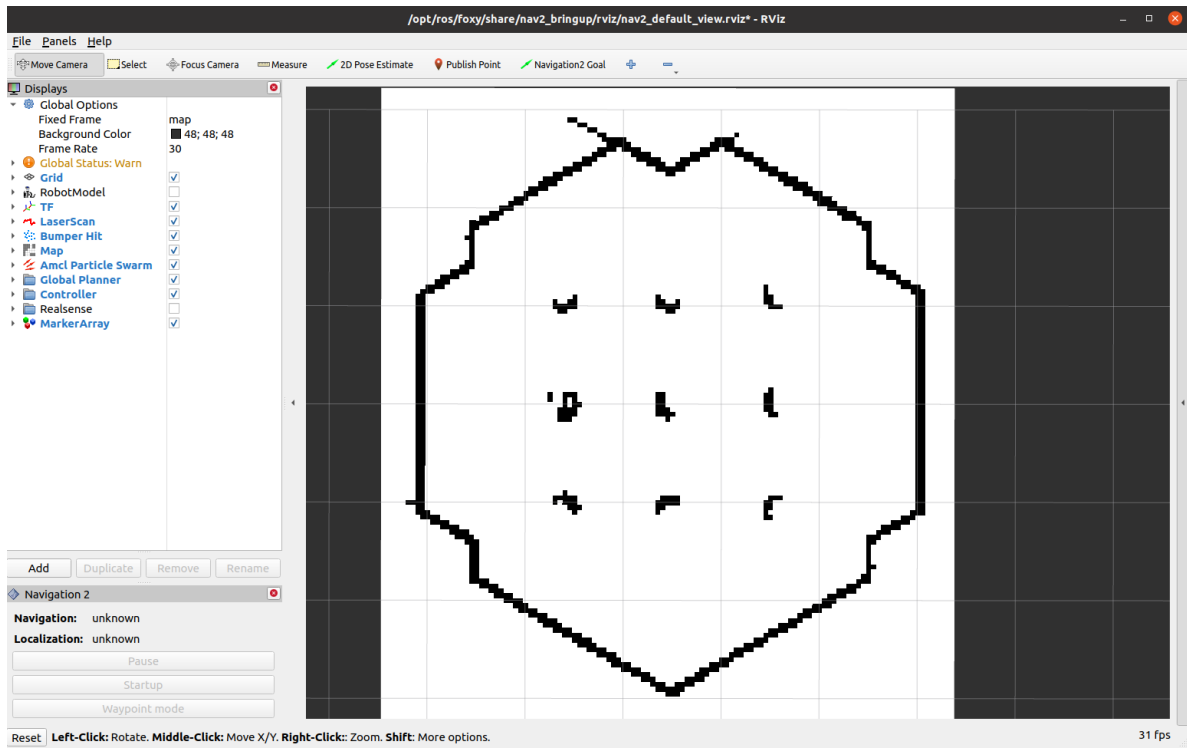 /opt/ros/foxy/share/nav2_bringup/rviz/nav2_default_view.rviz* - RViz
File Panels Help
Move Camera Select Focus Camera Measure 2D Pose Estimate Publish Point Navigation2 Goal
Displays
Global Options
Fixed Frame map
Background Color 48; 48; 48
Frame Rate 30
Global Status: Warn
Grid
RobotModel
TF
LaserScan
Bumper Hit
Map
Amcl Particle Swarm
Global Planner
Controller
Realsense
MarkerArray
Add Duplicate Remove Rename
Navigation 2
Navigation: unknown
Localization: unknown
Pause
Startup
Waypoint mode
Reset Left-Click: Rotate. Middle-Click: Move X/Y. Right-Click:: Zoom. Shift: More options. 31 fps